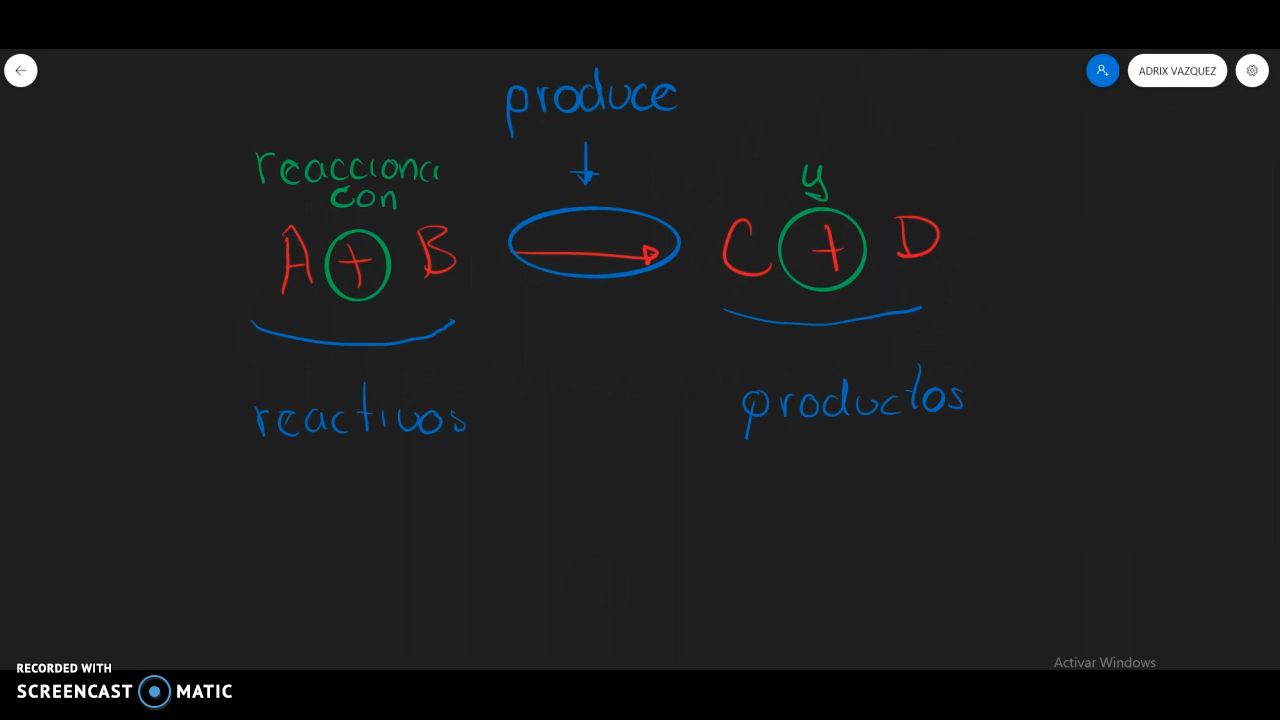 ADRIX VAZQUEZ
produce
reacciona
con
y
A + B → C + D
reactivos
productos
Activar Windows
RECORDED WITH
SCREENCAST MATIC